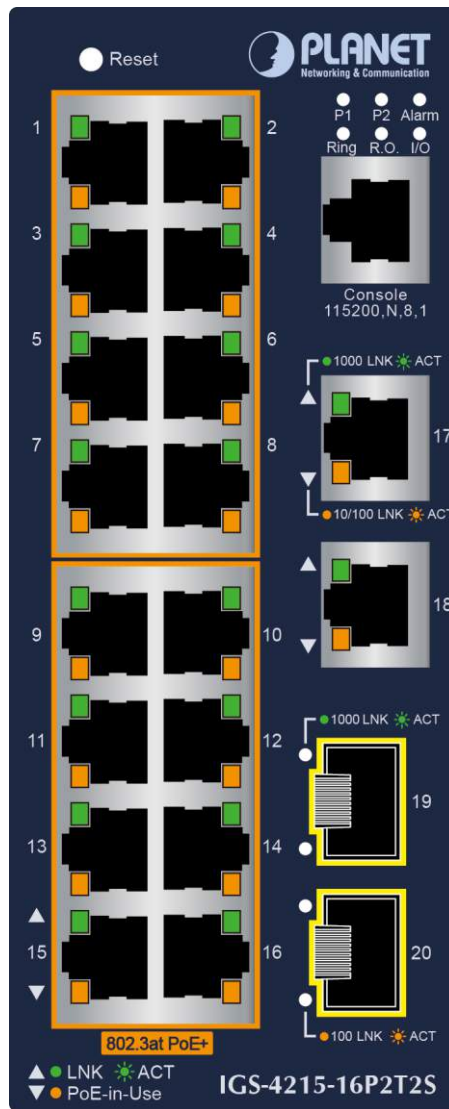 Reset
PLANET
Networking & Communication
P1 P2 Alarm
Ring R.O. I/O
Console
115200,N,8,1
1 2
3 4
5 6
7 8
1000 LNK ACT
17
10/100 LNK ACT
18
9 10
11 12
13 14
15 16
1000 LNK ACT
19
20
100 LNK ACT
802.3at PoE+
LNK ACT
PoE-in-Use
IGS-4215-16P2T2S